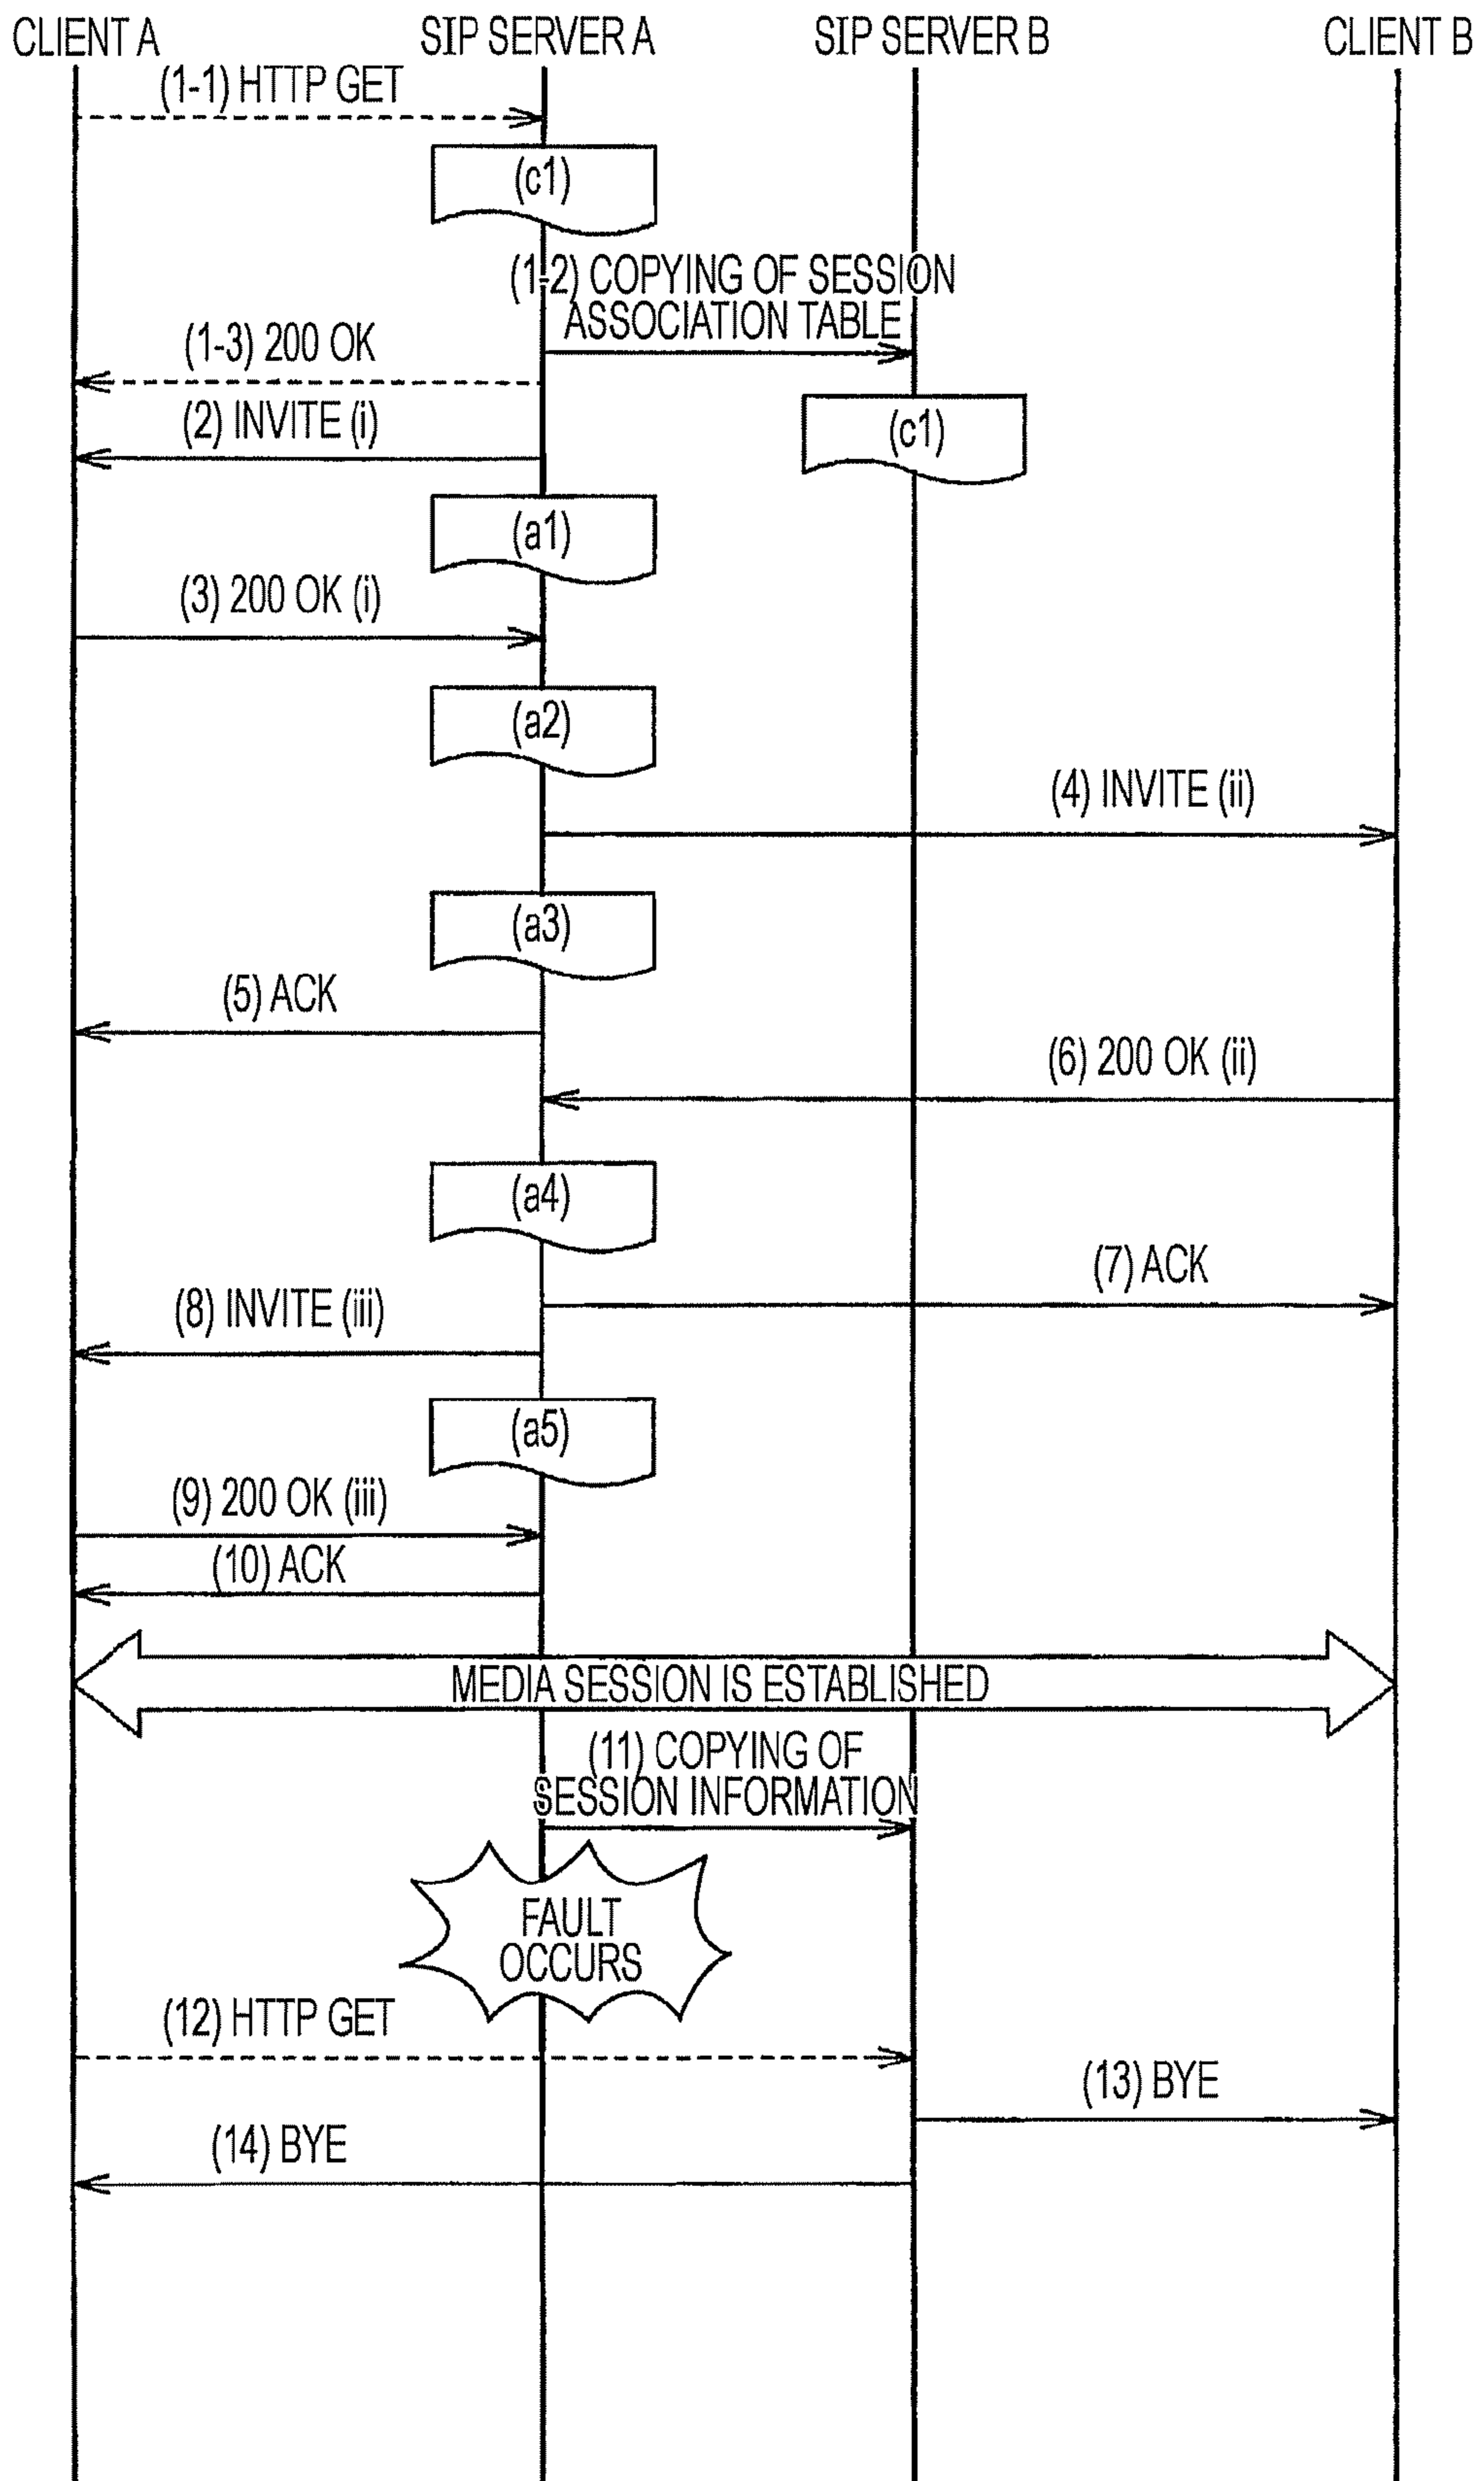 CLIENT A
SIP SERVER A
SIP SERVER B
CLIENT B
(1-1) HTTP GET
(c1)
(1-2) COPYING OF SESSION
ASSOCIATION TABLE
(1-3) 200 OK
(2) INVITE (i)
(c1)
(a1)
(3) 200 OK (i)
(a2)
(4) INVITE (ii)
(a3)
(5) ACK
(6) 200 OK (ii)
(a4)
(7) ACK
(8) INVITE (iii)
(a5)
(9) 200 OK (iii)
(10) ACK
MEDIA SESSION IS ESTABLISHED
(11) COPYING OF
SESSION INFORMATION
FAULT
OCCURS
(12) HTTP GET
(13) BYE
(14) BYE